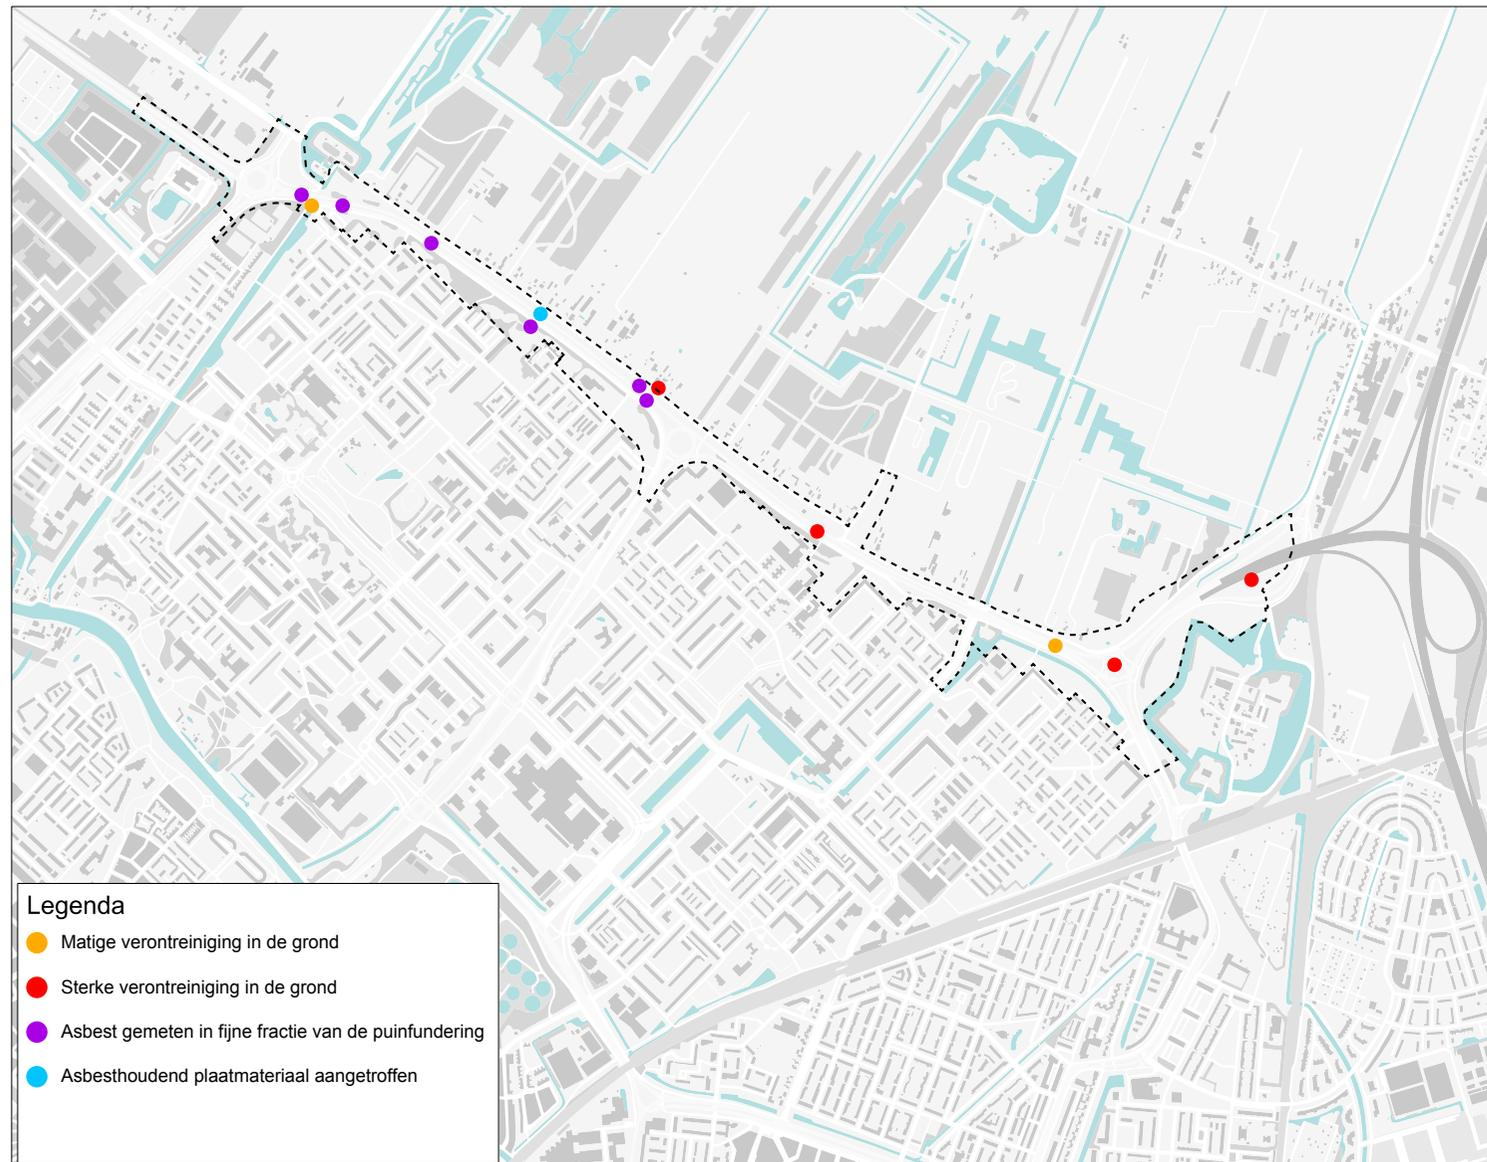 Legenda
Matige verontreiniging in de grond
Sterke verontreiniging in de grond
Asbest gemeten in fijne fractie van de puinfundering
Asbesthoudend plaatmateriaal aangetroffen